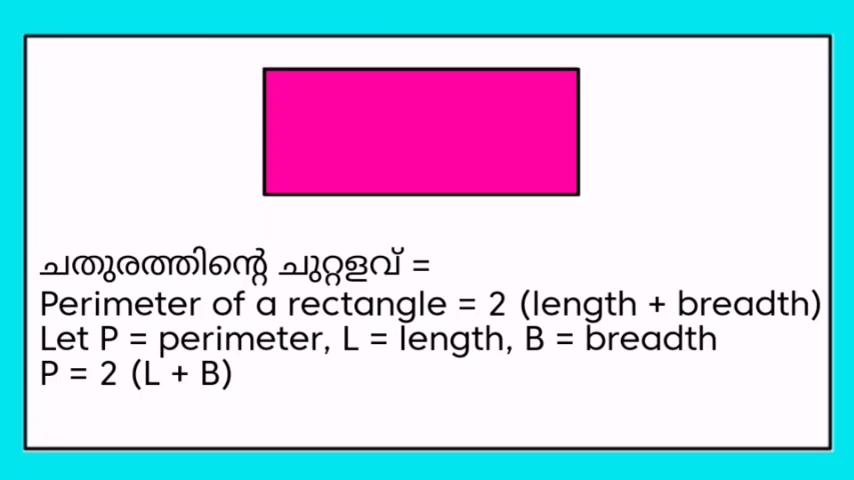 ചതുരത്തിന്റെ ചുറ്റളവ് =
Perimeter of a rectangle = 2 (length + breadth)
Let P = perimeter, L = length, B = breadth
P = 2 (L + B)